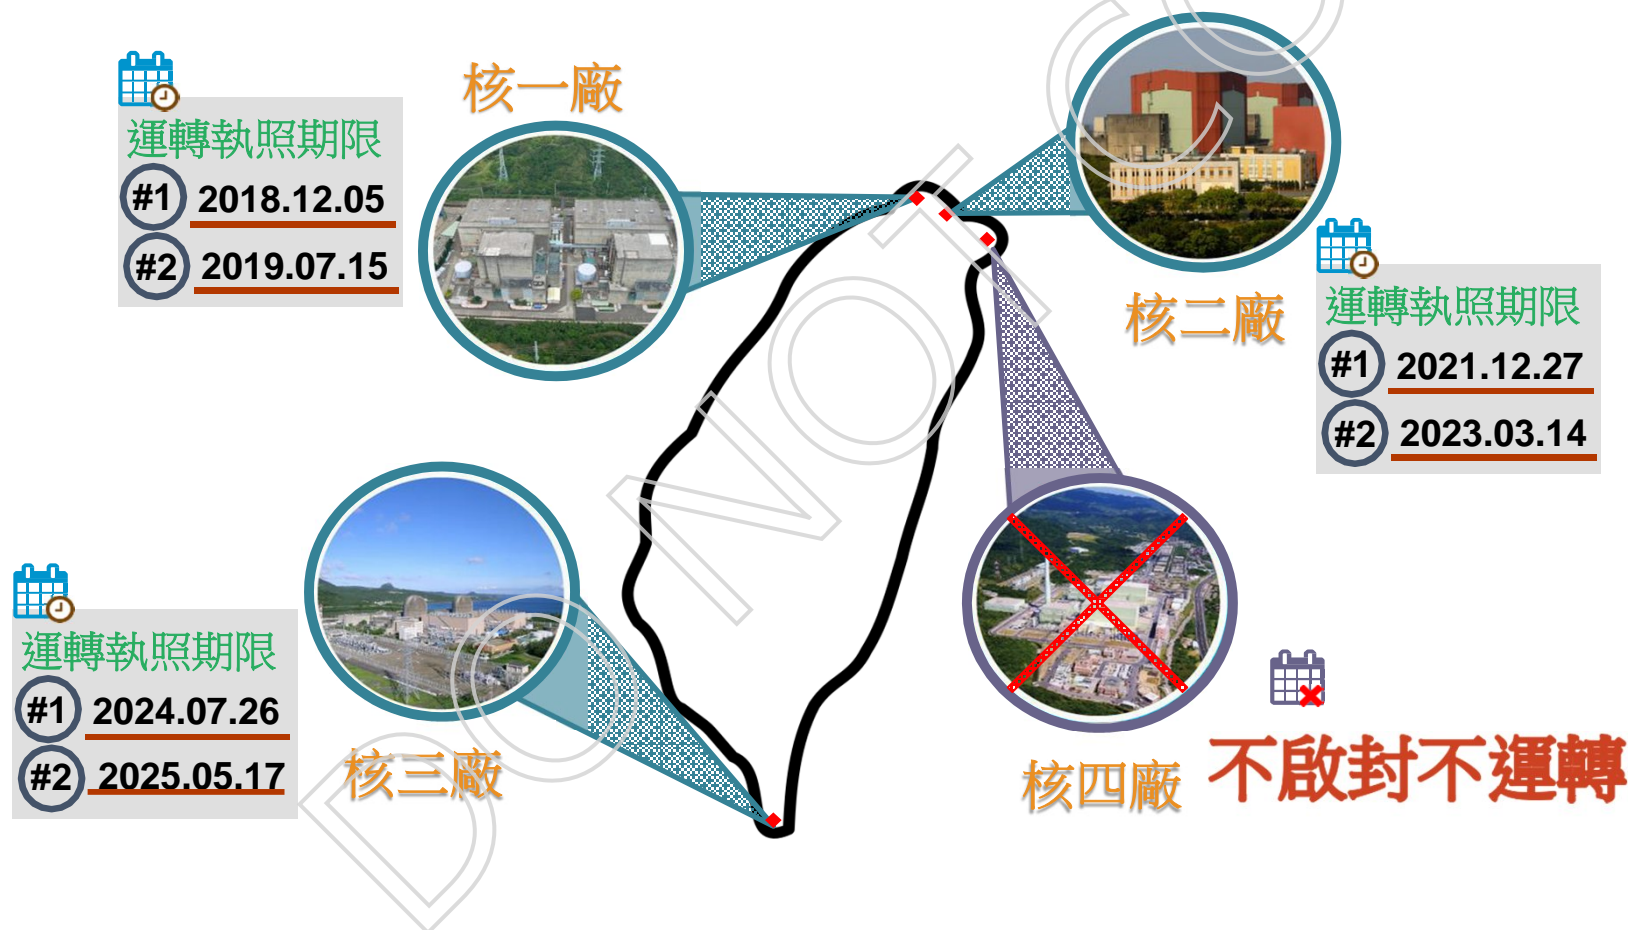 核一廠
運轉執照期限
#1 2018.12.05
#2 2019.07.15
核二廠
運轉執照期限
#1 2021.12.27
#2 2023.03.14
核三廠
運轉執照期限
#1 2024.07.26
#2 2025.05.17
核四廠
不啟封不運轉
DO NOT CO